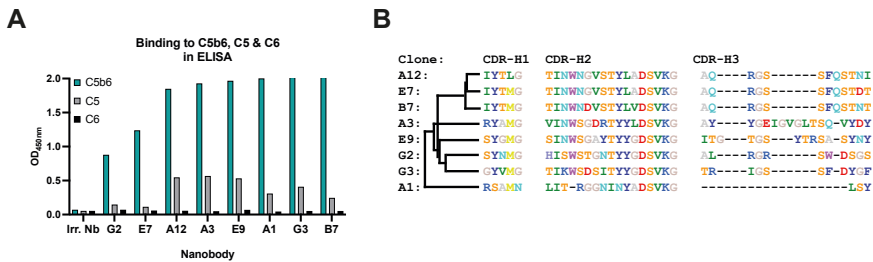 A
Binding to C5b6, C5 & C6
in ELISA
2.0
1.5
1.0
0.5
0.0
OD450nm
C5b6
C5
C6
Irr. Nb G2 E7 A12 A3 E9 A1 G3 B7
Nanobody
B
Clone: CDR-H1 CDR-H2 CDR-H3
A12: IYTLG TINWNGVSTYLADSVKG AQ----RGS-----SFQSTNI
E7: IYTMG TINWNGVSTYLADSVKG AQ----RGS-----SFQSTDT
B7: IYTMG TINWNDVSTYLVDSVKG AQ----RGS-----SFQSTNT
A3: RYAMG VINWSGDRTYYLDSVKG AY----YGEIGVGLTSQ-VYDY
E9: SYGMG SINWSGAYTYYGDSVKG ITG---TGS---YTRSA-SYNY
G2: SYNMG HISWSTGNTYYGDSVKG AL----RGR-----SW-DSGS
G3: GYVMG TIKWSDSITYYGDSVKG AT----RGS-----SF-DYGF
A1: RSAMN LIT-RGGNINYADSVKG --------------------LSY